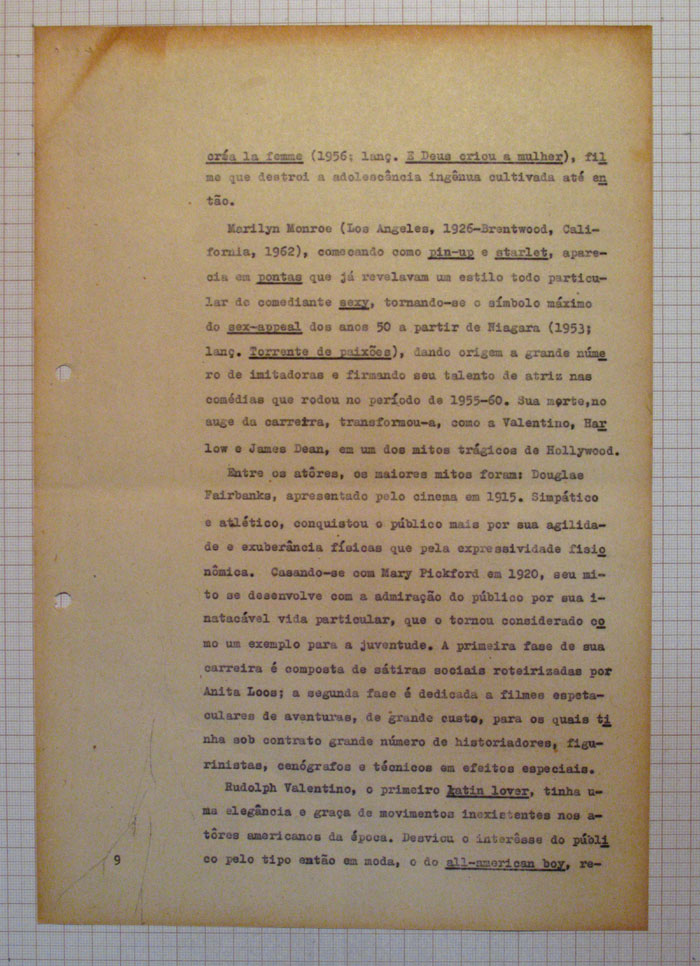 créa la femme (1956; lanç. E Deus criou a mulher), fil
me que destroi a adolescência ingênua cultivada até en
tão.
Marilyn Monroe (Los Angeles, 1926-Brentwood, Cali-
fornia, 1962), comecando como pin-up e starlet, apare-
cia em pontas que já revelavam um estilo todo particu-
lar de comediante sexy, tornando-se o símbolo máximo
do sex-appeal dos anos 50 a partir de Niagara (1953;
lanç. Torrente de paixões), dando origem a grande núme
ro de imitadoras e firmando seu talento de atriz nas
comédias que rodou no período de 1955-60. Sua morte,no
auge da carreira, transformou-a, como a Valentino, Har
low e James Dean, em um dos mitos trágicos de Hollywood.
Entre os atôres, os maiores mitos foram: Douglas
Fairbanks, apresentado pelo cinema em 1915. Simpático
e atlético, conquistou o público mais por sua agilida-
de e exuberância físicas que pela expressividade fisio
nômica. Casando-se com Mary Pickford em 1920, seu mi-
to se desenvolve com a admiração do público por sua i-
natacável vida particular, que o tornou considerado co
mo um exemplo para a juventude. A primeira fase de sua
carreira é composta de sátiras sociais roteirizadas por
Anita Loos; a segunda fase é dedicada a filmes espeta-
culares de aventuras, de grande custo, para os quais ti
nha sob contrato grande número de historiadores, figu-
rinistas, cenógrafos e técnicos em efeitos especiais.
Rudolph Valentino, o primeiro latin lover, tinha u-
ma elegância e graça de movimentos inexistentes nos a-
tôres americanos da época. Desviou o interêsse do públi
co pelo tipo então em moda, o do all-american boy, re-
9